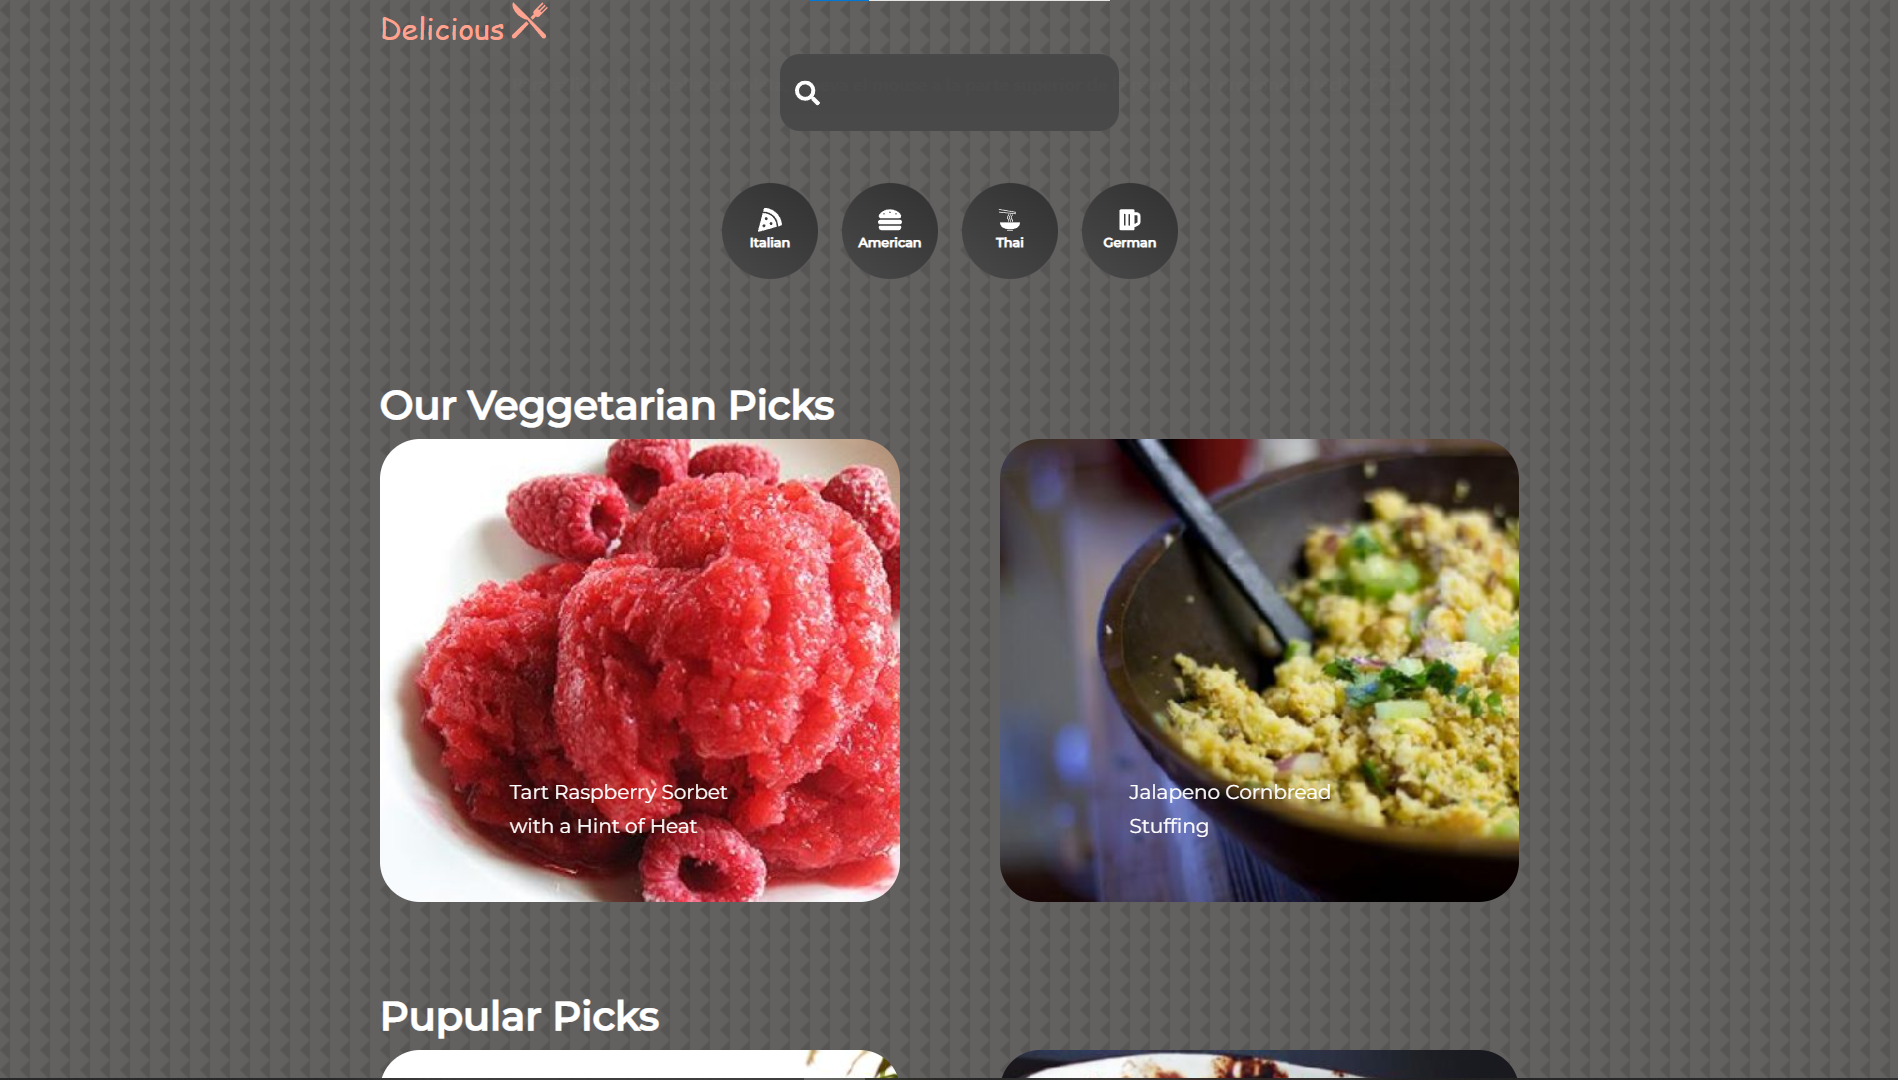 Delicious
Italian
American
Thai
German
Our Veggetarian Picks
Tart Raspberry Sorbet
with a Hint of Heat
Jalapeno Cornbread
Stuffing
Pupular Picks